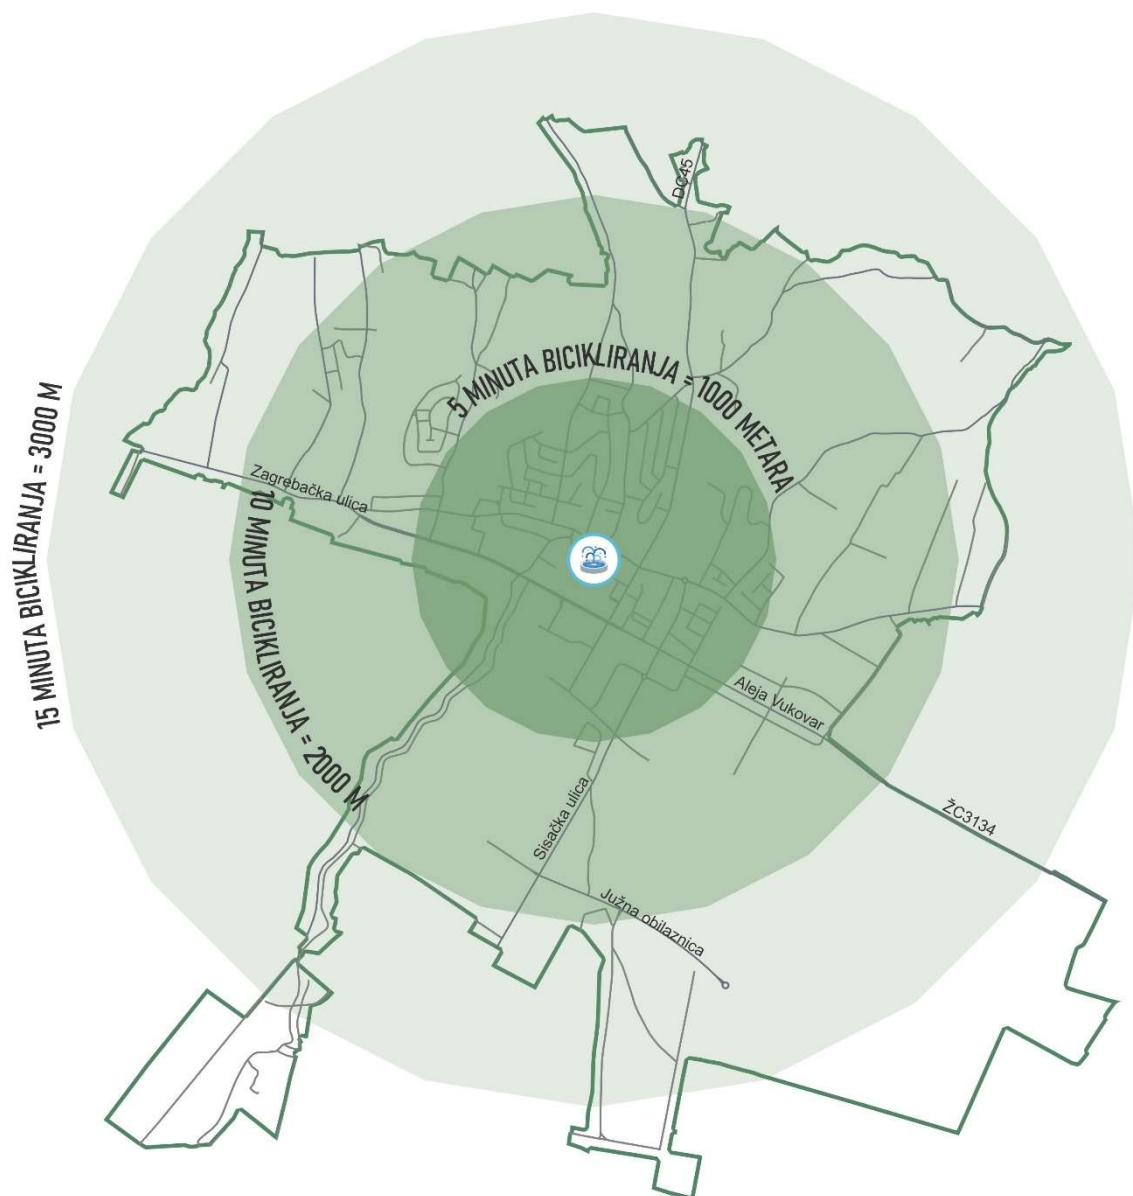 DC45
5 MINUTA BICIKLIRANJA = 1000 METARA
15 MINUTA BICIKLIRANJA = 3000 M
Zagrebačka ulica
10 MINUTA BICIKLIRANJA = 2000 M
Aleja Vukovar
Sisačka ulica
ŽC3134
Južna obilaznica